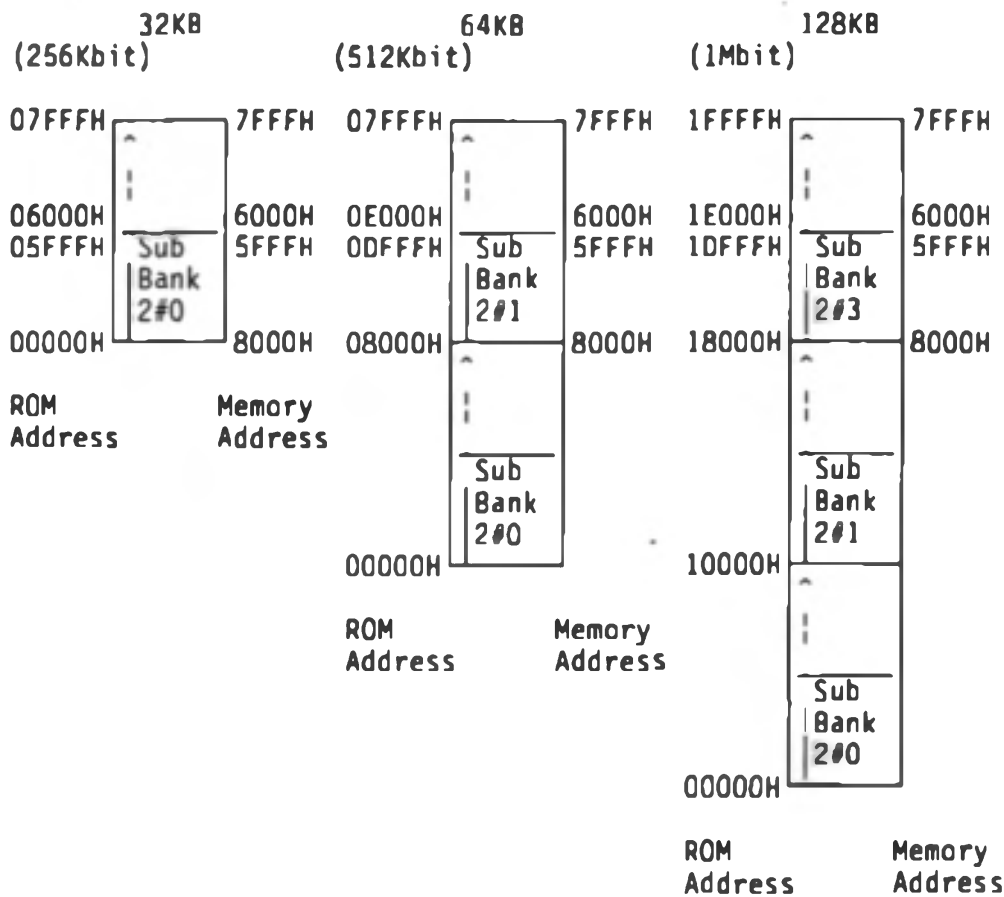 32KB 64KB 128KB
(256Kbit) (512Kbit) (1Mbit)
07FFFH 7FFFH 07FFFH 7FFFH 1FFFFH 7FFFH
06000H 6000H 0E000H 6000H 1E000H 6000H
05FFFH Sub 5FFFH 0DFFFH Sub 5FFFH 1DFFFH Sub 5FFFH
Bank Bank Bank
2#0 2#1 2#3
00000H 8000H 08000H 8000H 18000H 8000H
ROM Memory
Address Address
Sub Sub
Bank Bank
2#0 2#1
00000H 10000H
ROM Memory
Address Address
Sub
Bank
2#0
00000H
ROM Memory
Address Address